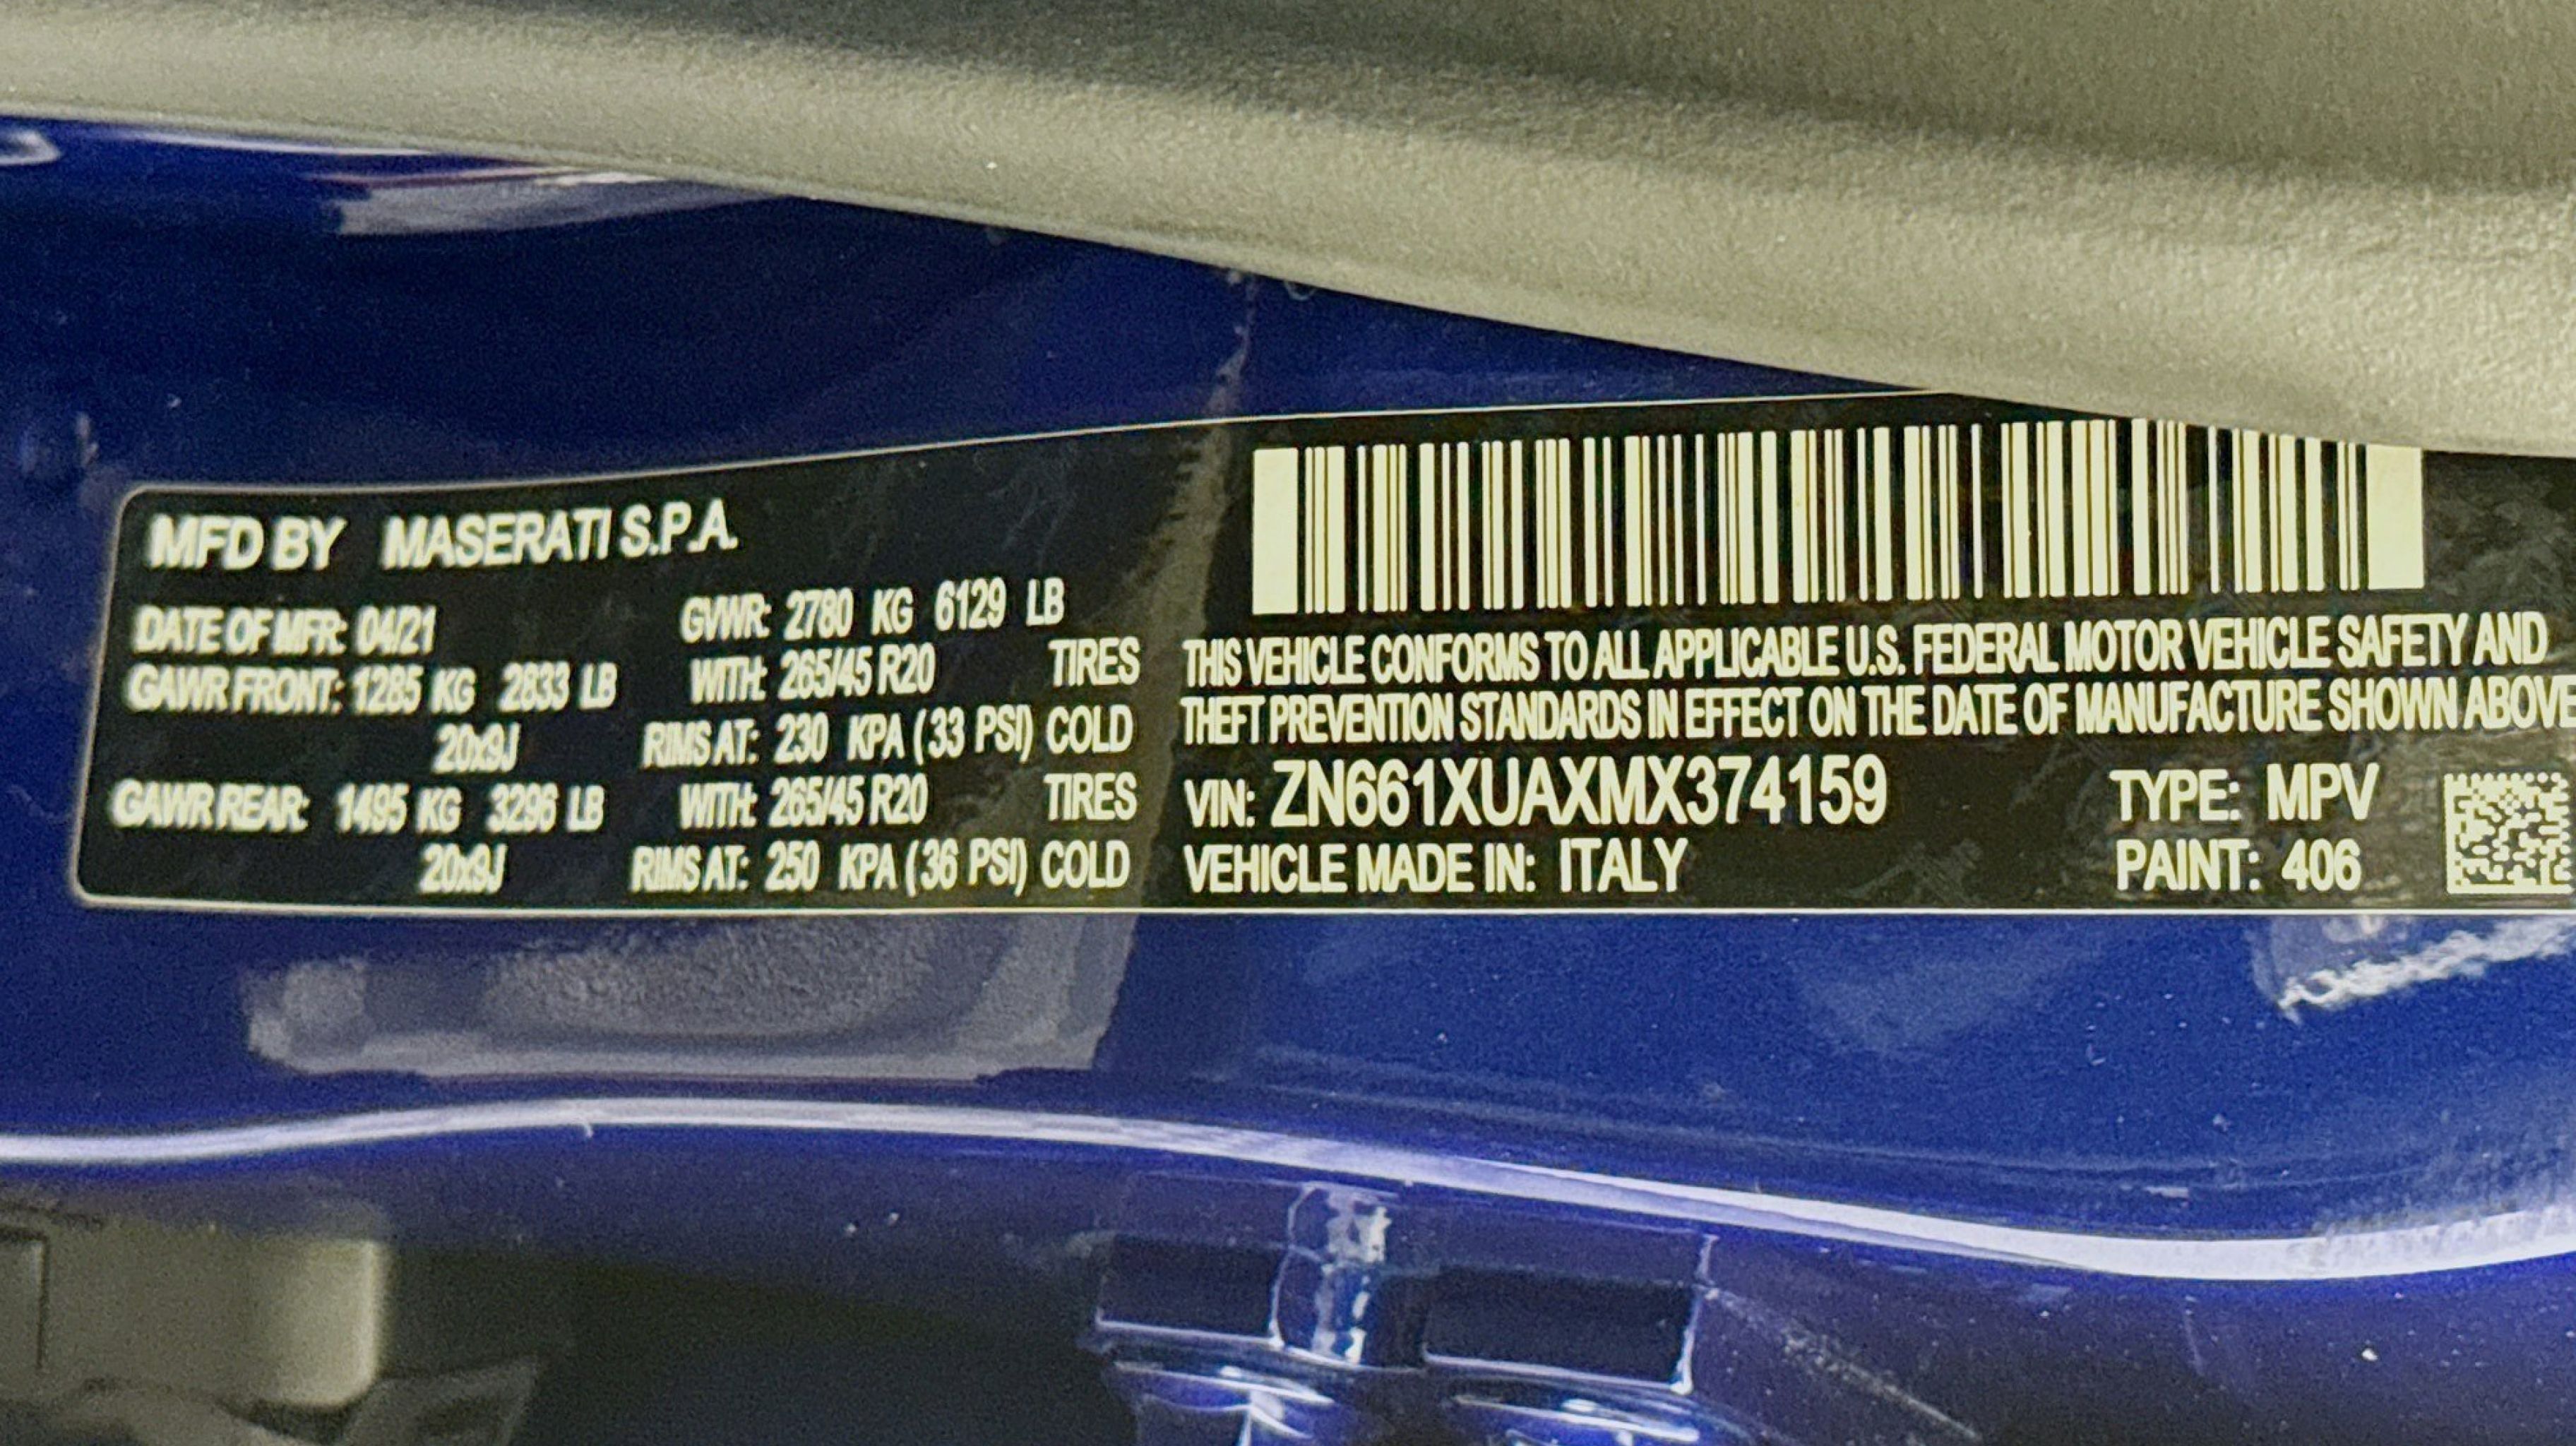 MFD BY MASERATI S.P.A.
DATE OF MFR: 04/21 GVWR: 2780 KG 6129 LB
GAWR FRONT: 1285 KG 2833 LB WITH: 265/45 R20 TIRES
20x9J RIMS AT: 230 KPA (33 PSI) COLD
GAWR REAR: 1495 KG 3296 LB WITH: 265/45 R20 TIRES
20x9J RIMS AT: 250 KPA (36 PSI) COLD
THIS VEHICLE CONFORMS TO ALL APPLICABLE U.S. FEDERAL MOTOR VEHICLE SAFETY AND
THEFT PREVENTION STANDARDS IN EFFECT ON THE DATE OF MANUFACTURE SHOWN ABOVE
VIN: ZN661XUAXMX374159 TYPE: MPV
VEHICLE MADE IN: ITALY PAINT: 406